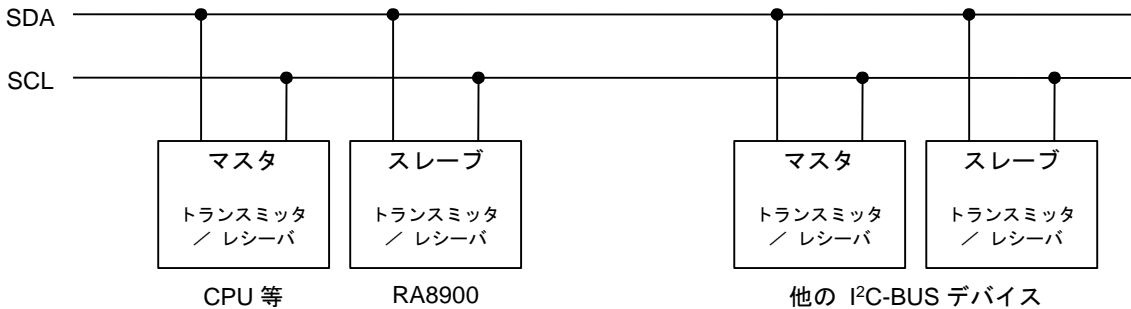 SDA
SCL
マスタ
トランスミッタ
／ レシーバ
CPU 等
スレーブ
トランスミッタ
／ レシーバ
RA8900
マスタ
トランスミッタ
／ レシーバ
スレーブ
トランスミッタ
／ レシーバ
他の I²C-BUS デバイス